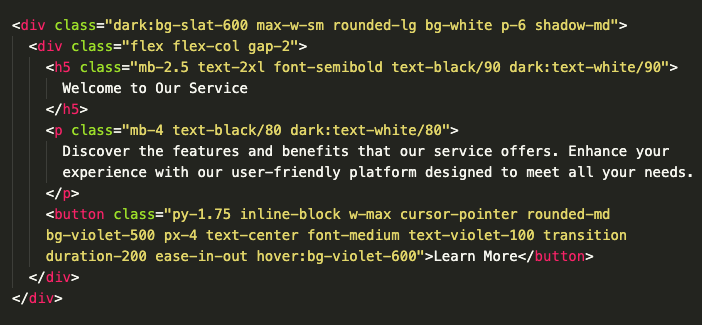 <div class="dark:bg-slat-600 max-w-sm rounded-lg bg-white p-6 shadow-md">
<div class="flex flex-col gap-2">
<h5 class="mb-2.5 text-2xl font-semibold text-black/90 dark:text-white/90">
Welcome to Our Service
</h5>
<p class="mb-4 text-black/80 dark:text-white/80">
Discover the features and benefits that our service offers. Enhance your
experience with our user-friendly platform designed to meet all your needs.
</p>
<button class="py-1.75 inline-block w-max cursor-pointer rounded-md
bg-violet-500 px-4 text-center font-medium text-violet-100 transition
duration-200 ease-in-out hover:bg-violet-600">Learn More</button>
</div>
</div>